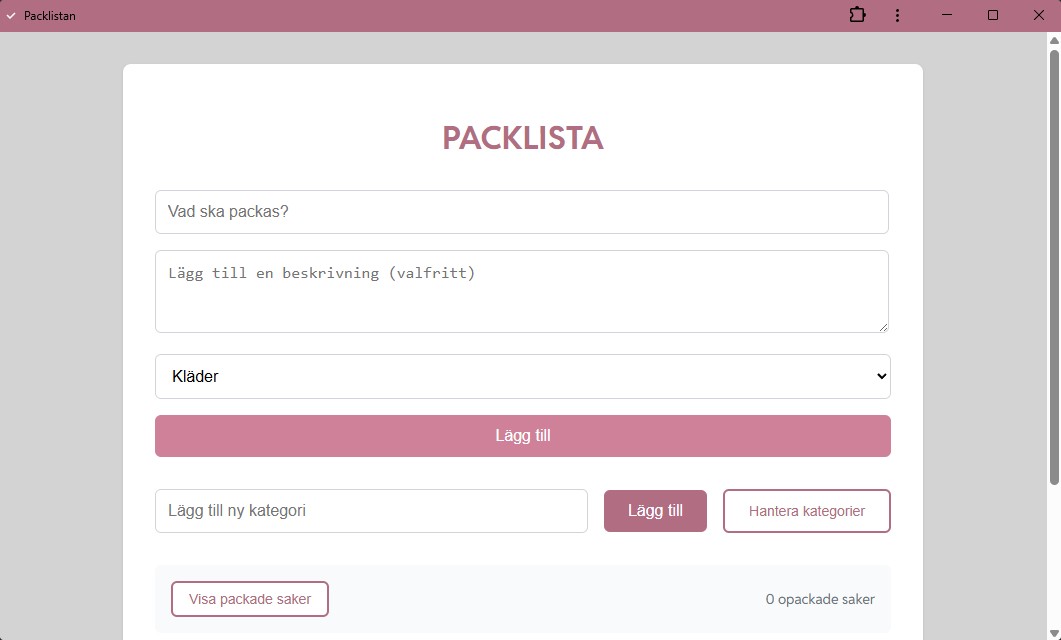 Packlistan
PACKLISTA
Vad ska packas?
Lägg till en beskrivning (valfritt)
Kläder
Lägg till
Lägg till ny kategori
Lägg till
Hantera kategorier
Visa packade saker
0 opackade saker